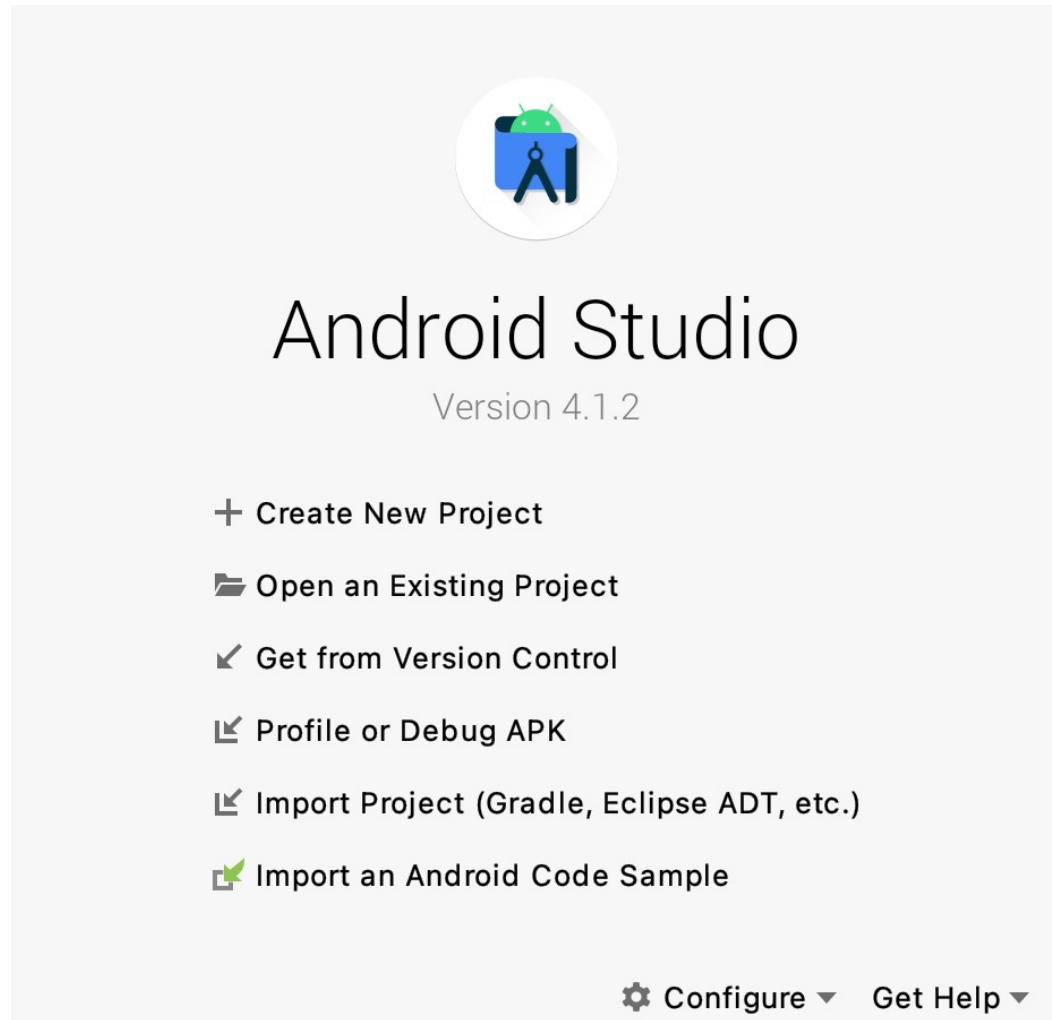 Android Studio
Version 4.1.2
Create New Project
Open an Existing Project
Get from Version Control
Profile or Debug APK
Import Project (Gradle, Eclipse ADT, etc.)
Import an Android Code Sample
Configure Get Help